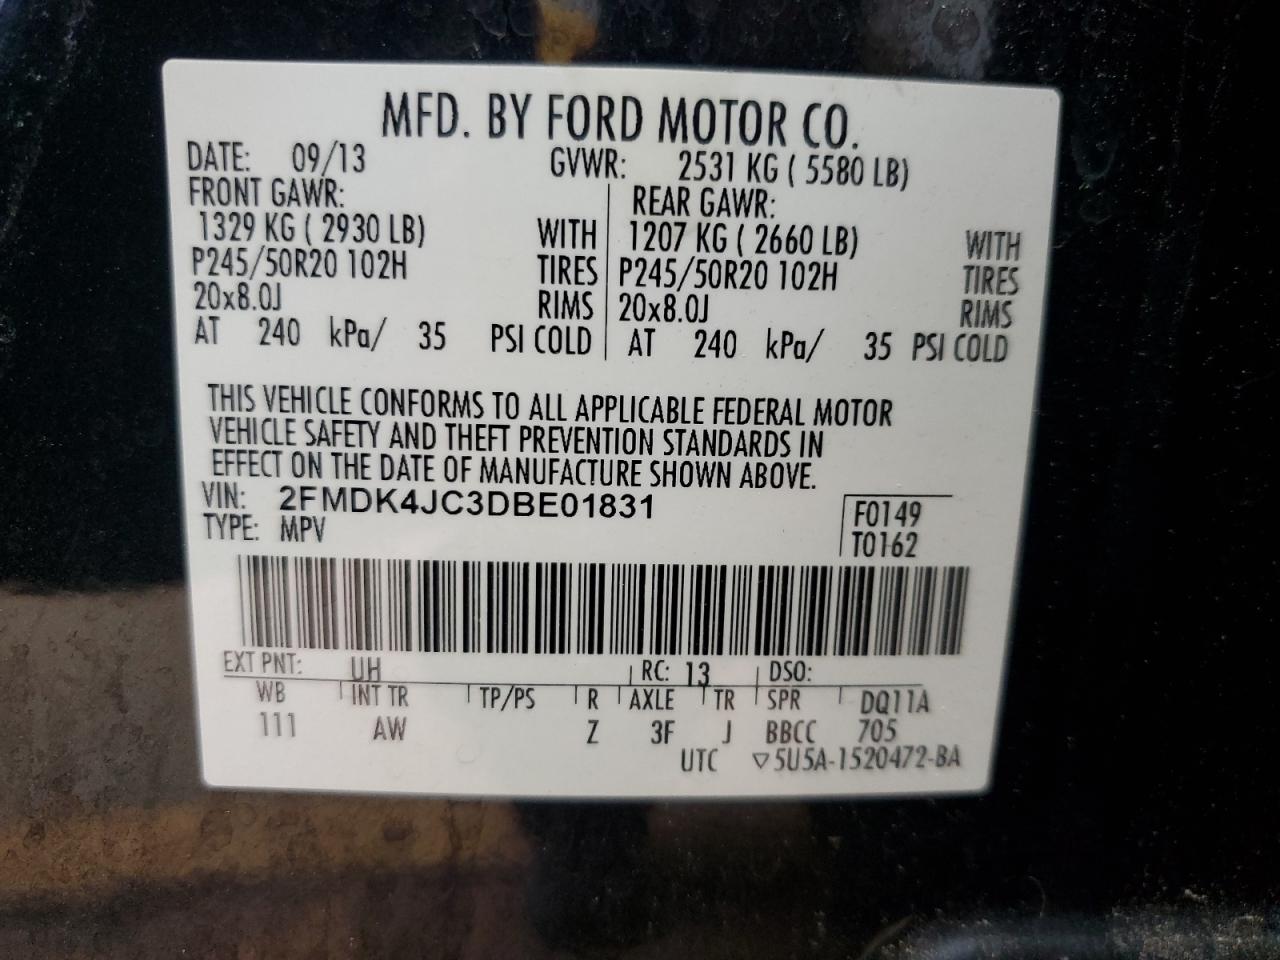 MFD. BY FORD MOTOR CO.
DATE: 09/13 GVWR: 2531 KG ( 5580 LB)
FRONT GAWR: REAR GAWR:
1329 KG ( 2930 LB) WITH 1207 KG ( 2660 LB) WITH
P245/50R20 102H TIRES P245/50R20 102H TIRES
20x8.0J RIMS 20x8.0J RIMS
AT 240 kPa/ 35 PSI COLD AT 240 kPa/ 35 PSI COLD
THIS VEHICLE CONFORMS TO ALL APPLICABLE FEDERAL MOTOR
VEHICLE SAFETY AND THEFT PREVENTION STANDARDS IN
EFFECT ON THE DATE OF MANUFACTURE SHOWN ABOVE.
VIN: 2FMDK4JC3DBE01831 F0149
TYPE: MPV T0162
EXT PNT: UH RC: 13 DSO:
WB INT TR TP/PS R AXLE TR SPR DQ11A
111 AW Z 3F J BBCC 705
UTC ▽5U5A-1520472-BA